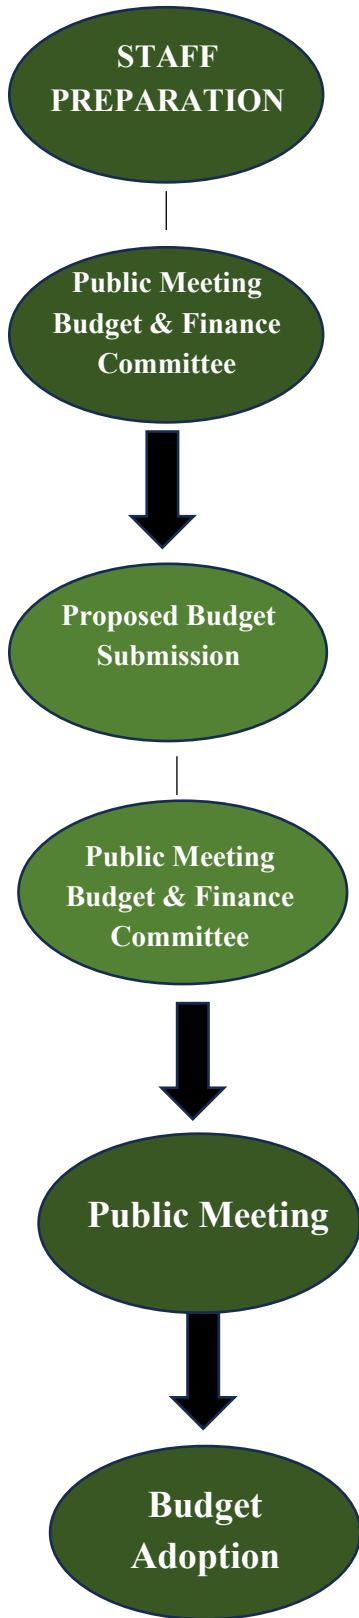 STAFF
PREPARATION
Public Meeting
Budget & Finance
Committee
Proposed Budget
Submission
Public Meeting
Budget & Finance
Committee
Public Meeting
Budget
Adoption